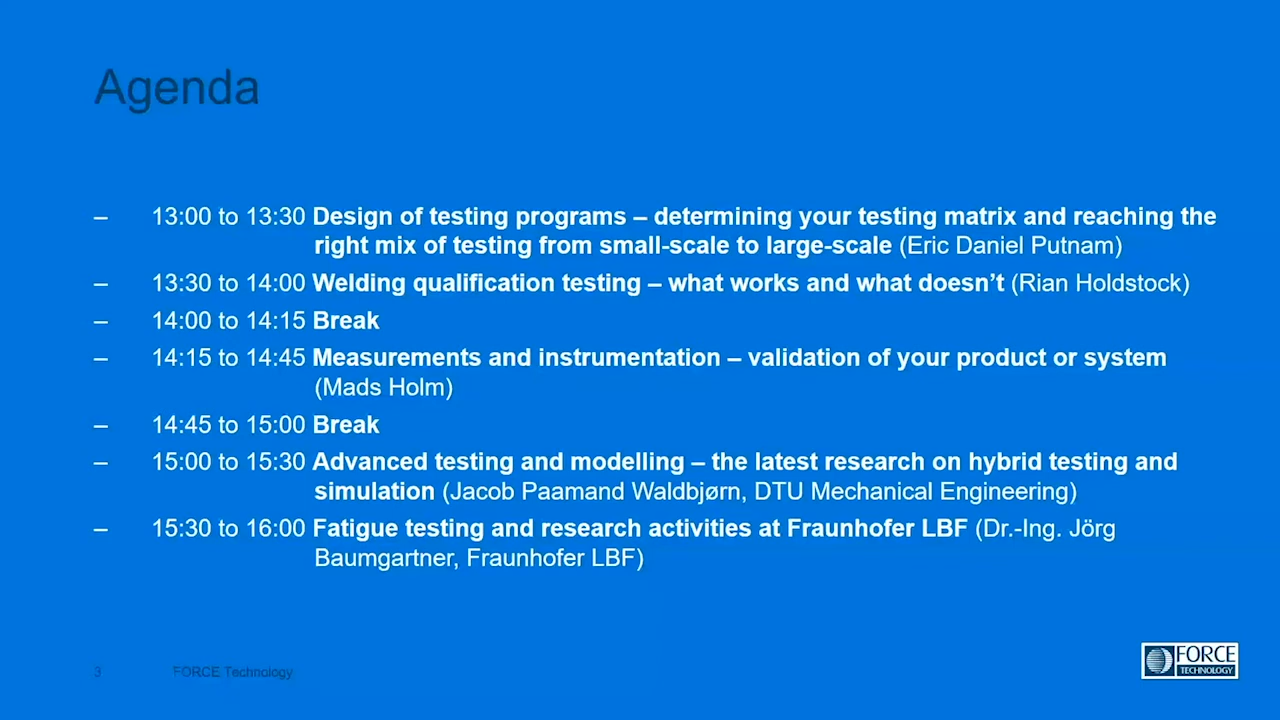 Agenda
– 13:00 to 13:30 Design of testing programs – determining your testing matrix and reaching the
right mix of testing from small-scale to large-scale (Eric Daniel Putnam)
– 13:30 to 14:00 Welding qualification testing – what works and what doesn’t (Rian Holdstock)
– 14:00 to 14:15 Break
– 14:15 to 14:45 Measurements and instrumentation – validation of your product or system
(Mads Holm)
– 14:45 to 15:00 Break
– 15:00 to 15:30 Advanced testing and modelling – the latest research on hybrid testing and
simulation (Jacob Paamand Waldbjørn, DTU Mechanical Engineering)
– 15:30 to 16:00 Fatigue testing and research activities at Fraunhofer LBF (Dr.-Ing. Jörg
Baumgartner, Fraunhofer LBF)
3 FORCE Technology
FORCE
TECHNOLOGY